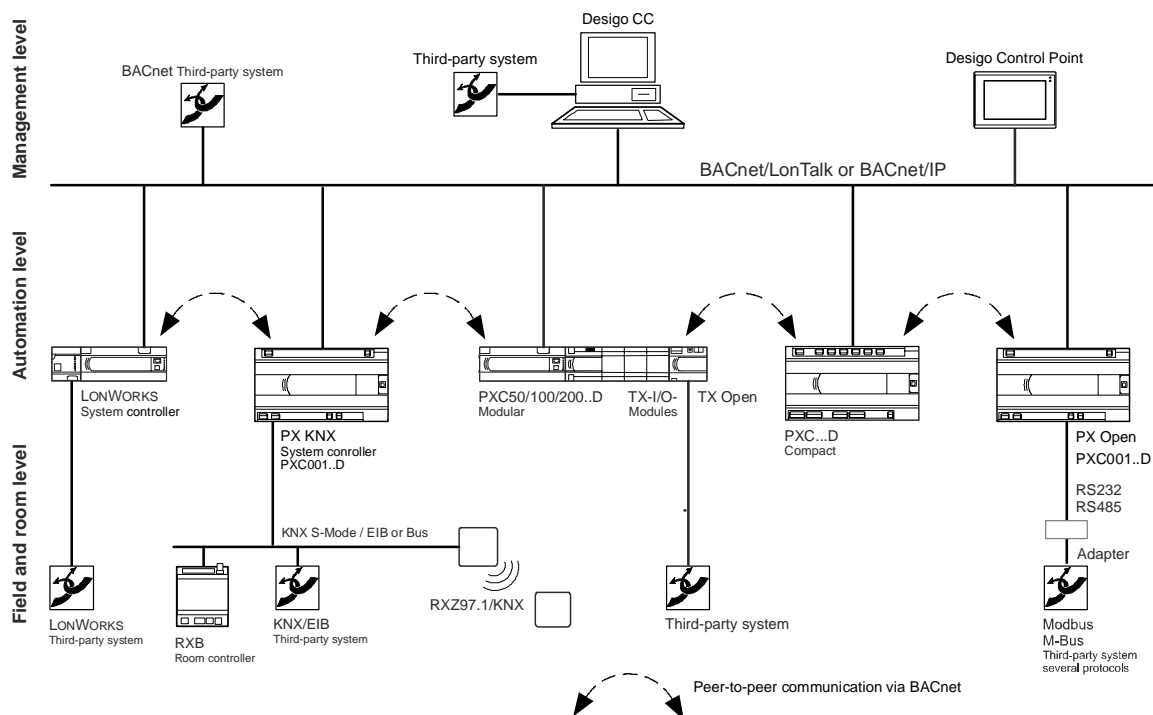 Management level
Desigo CC
BACnet Third-party system
Third-party system
Desigo Control Point
BACnet/LonTalk or BACnet/IP
Automation level
LONWORKS
System controller
PX KNX
System conroller
PXC001..D
PXC50/100/200..D
Modular
TX-I/O-
Modules
TX Open
PXC...D
Compact
PX Open
PXC001..D
RS232
RS485
Adapter
Field and room level
KNX S-Mode / EIB or Bus
LONWORKS
Third-party system
RXB
Room controller
KNX/EIB
Third-party system
RXZ97.1/KNX
Third-party system
Modbus
M-Bus
Third-party system
several protocols
Peer-to-peer communication via BACnet